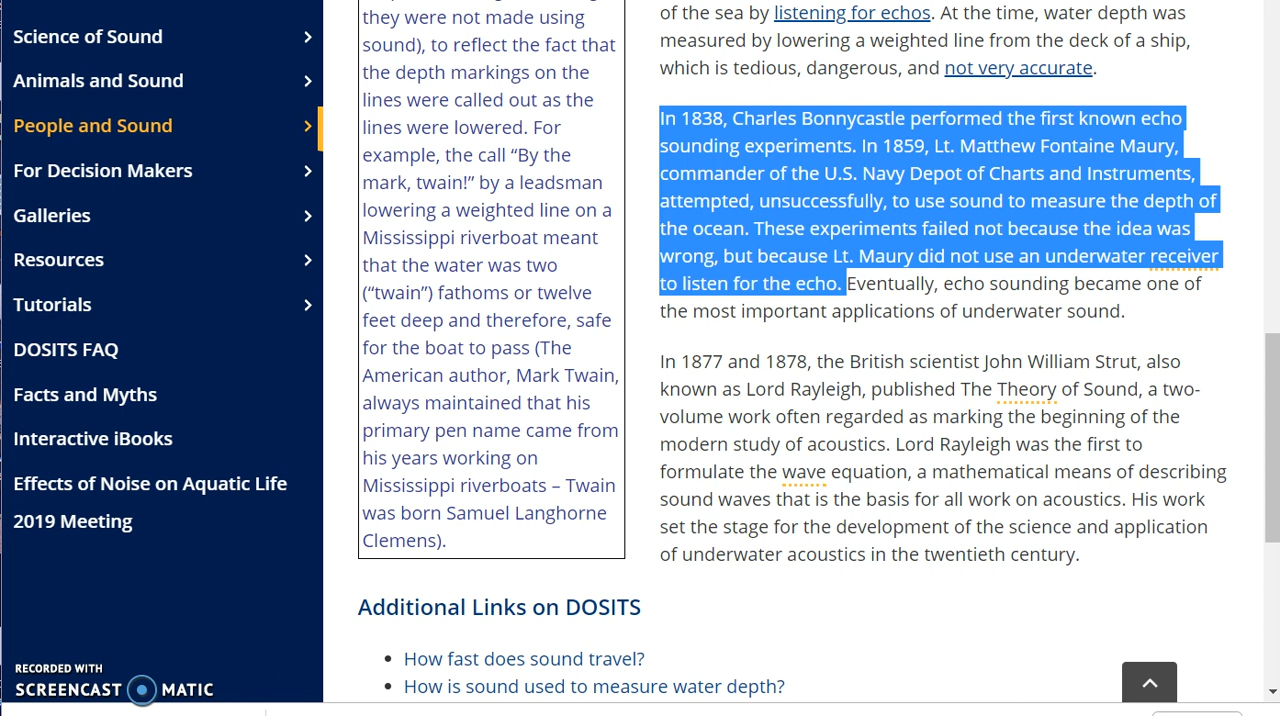 Science of Sound
Animals and Sound
People and Sound
For Decision Makers
Galleries
Resources
Tutorials
DOSITS FAQ
Facts and Myths
Interactive iBooks
Effects of Noise on Aquatic Life
2019 Meeting
RECORDED WITH
SCREENCAST MATIC
they were not made using
sound), to reflect the fact that
the depth markings on the
lines were called out as the
lines were lowered. For
example, the call “By the
mark, twain!” by a leadsman
lowering a weighted line on a
Mississippi riverboat meant
that the water was two
(“twain”) fathoms or twelve
feet deep and therefore, safe
for the boat to pass (The
American author, Mark Twain,
always maintained that his
primary pen name came from
his years working on
Mississippi riverboats – Twain
was born Samuel Langhorne
Clemens).
of the sea by listening for echos. At the time, water depth was
measured by lowering a weighted line from the deck of a ship,
which is tedious, dangerous, and not very accurate.
In 1838, Charles Bonnycastle performed the first known echo
sounding experiments. In 1859, Lt. Matthew Fontaine Maury,
commander of the U.S. Navy Depot of Charts and Instruments,
attempted, unsuccessfully, to use sound to measure the depth of
the ocean. These experiments failed not because the idea was
wrong, but because Lt. Maury did not use an underwater receiver
to listen for the echo. Eventually, echo sounding became one of
the most important applications of underwater sound.
In 1877 and 1878, the British scientist John William Strut, also
known as Lord Rayleigh, published The Theory of Sound, a two-
volume work often regarded as marking the beginning of the
modern study of acoustics. Lord Rayleigh was the first to
formulate the wave equation, a mathematical means of describing
sound waves that is the basis for all work on acoustics. His work
set the stage for the development of the science and application
of underwater acoustics in the twentieth century.
Additional Links on DOSITS
How fast does sound travel?
How is sound used to measure water depth?